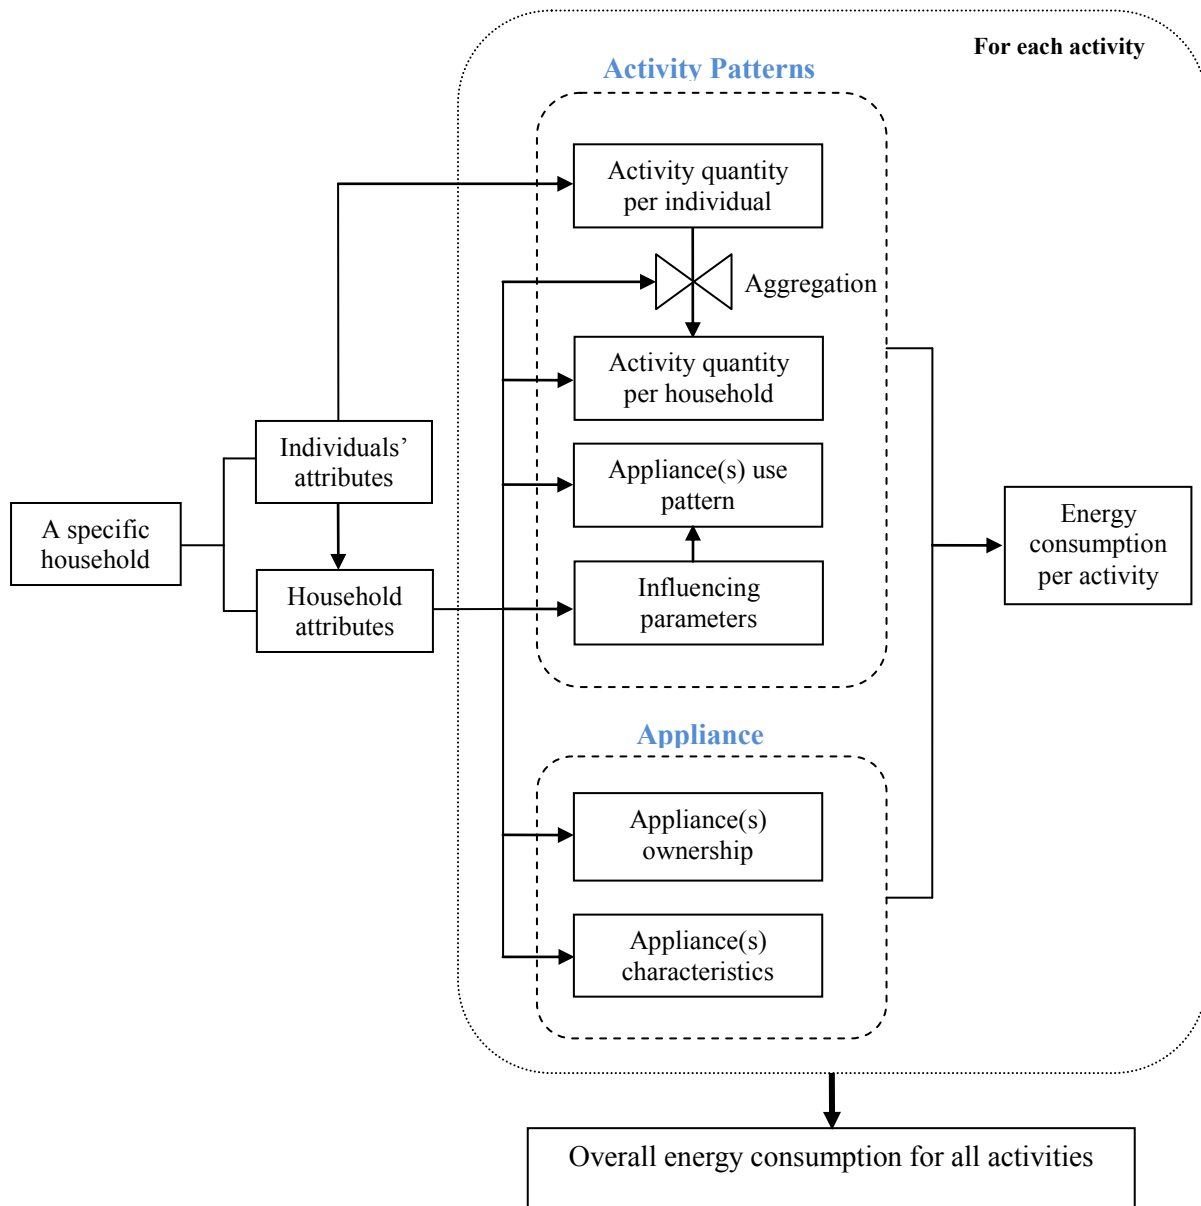 For each activity
Activity Patterns
Activity quantity
per individual
Aggregation
Activity quantity
per household
Individuals’
attributes
Appliance(s) use
pattern
A specific
household
Energy
consumption
per activity
Household
attributes
Influencing
parameters
Appliance
Appliance(s)
ownership
Appliance(s)
characteristics
Overall energy consumption for all activities